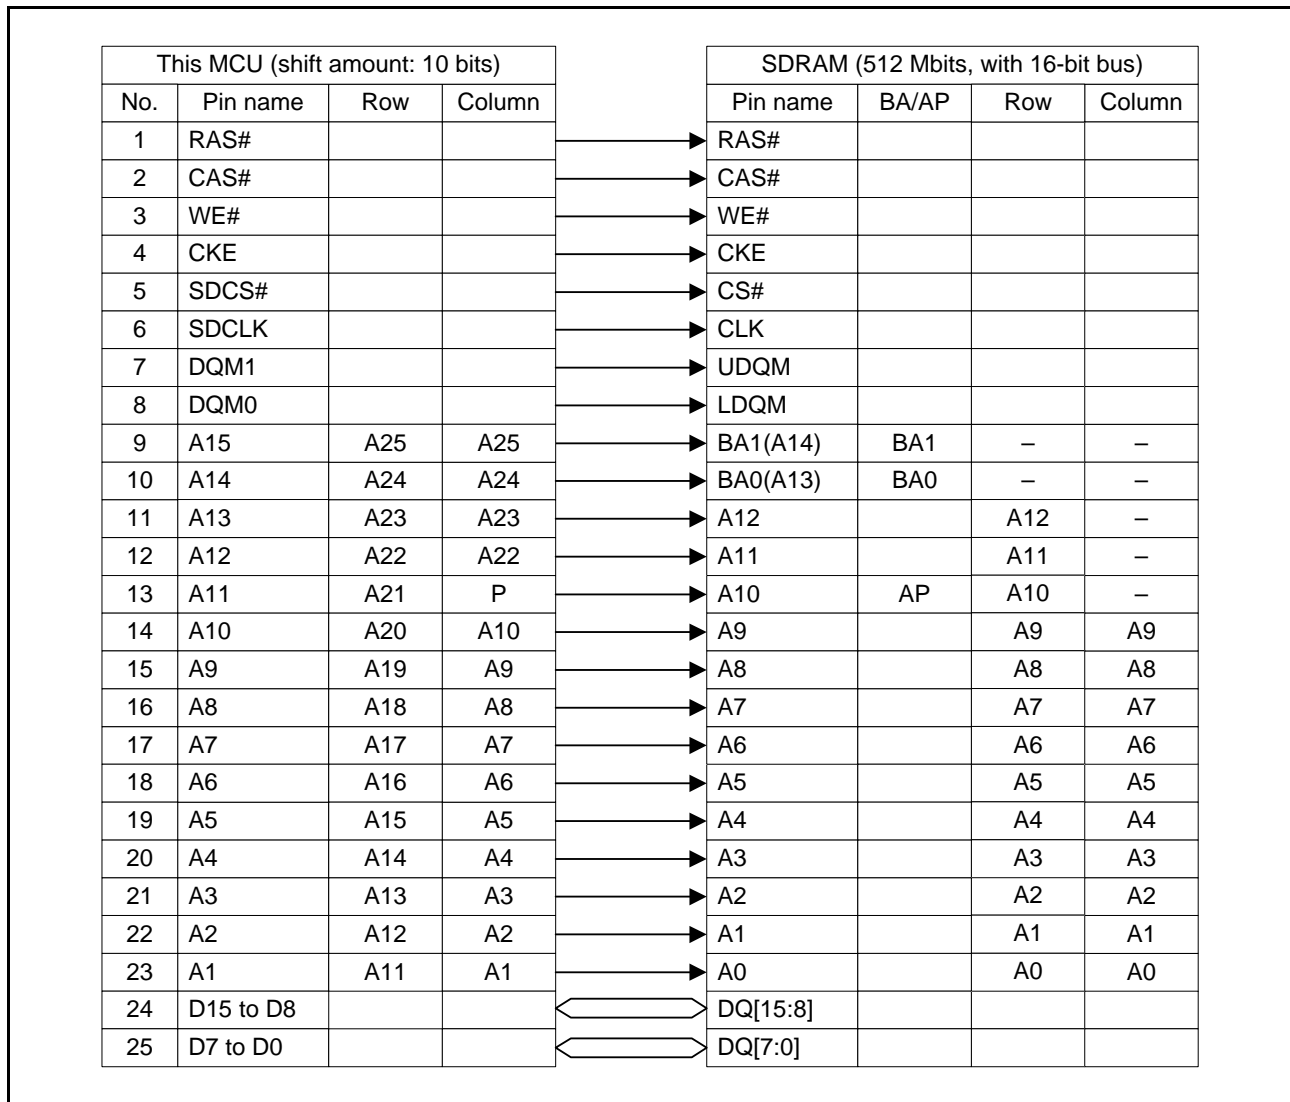 This MCU (shift amount: 10 bits) SDRAM (512 Mbits, with 16-bit bus)
No. Pin name Row Column Pin name BA/AP Row Column
1 RAS# RAS#
2 CAS# CAS#
3 WE# WE#
4 CKE CKE
5 SDCS# CS#
6 SDCLK CLK
7 DQM1 UDQM
8 DQM0 LDQM
9 A15 A25 A25 BA1(A14) BA1 – –
10 A14 A24 A24 BA0(A13) BA0 – –
11 A13 A23 A23 A12 A12 –
12 A12 A22 A22 A11 A11 –
13 A11 A21 P A10 AP A10 –
14 A10 A20 A10 A9 A9 A9
15 A9 A19 A9 A8 A8 A8
16 A8 A18 A8 A7 A7 A7
17 A7 A17 A7 A6 A6 A6
18 A6 A16 A6 A5 A5 A5
19 A5 A15 A5 A4 A4 A4
20 A4 A14 A4 A3 A3 A3
21 A3 A13 A3 A2 A2 A2
22 A2 A12 A2 A1 A1 A1
23 A1 A11 A1 A0 A0 A0
24 D15 to D8 DQ[15:8]
25 D7 to D0 DQ[7:0]